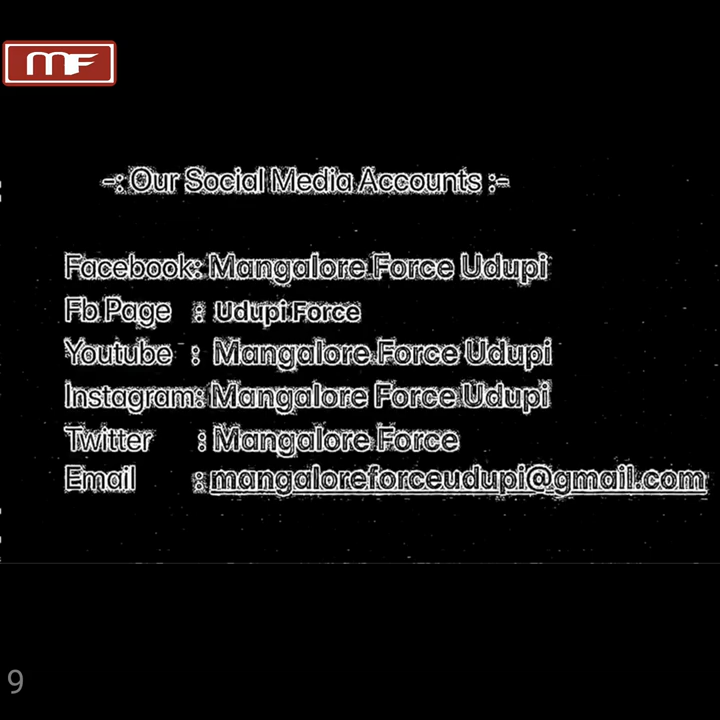 MF
-: Our Social Media Accounts :-
Facebook: Mangalore Force Udupi
Fb Page : Udupi Force
Youtube : Mangalore Force Udupi
Instagram: Mangalore Force Udupi
Twitter : Mangalore Force
Email : mangaloreforceudupi@gmail.com
9